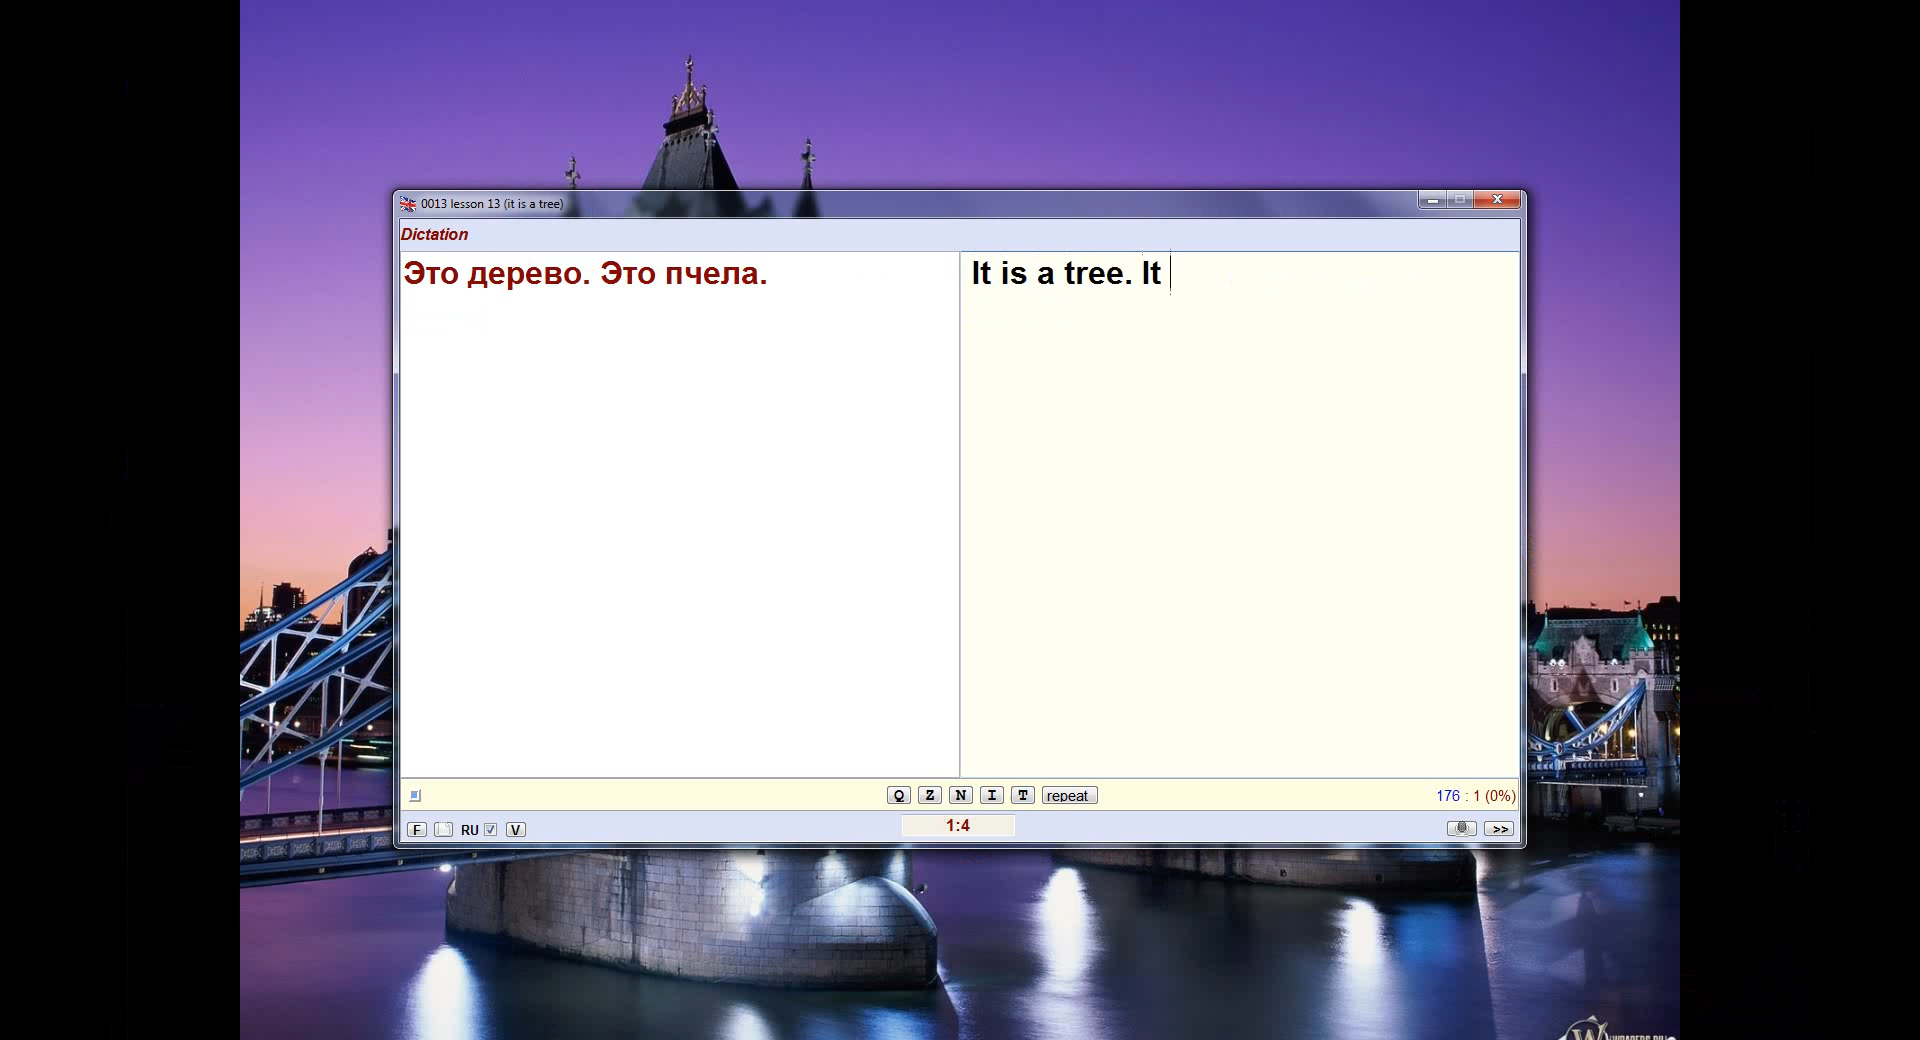 0013 lesson 13 (it is a tree)
Dictation
Это дерево. Это пчела.
It is a tree. It
Q Z N I T repeat
176 : 1 (0%)
F RU V
1:4
>>